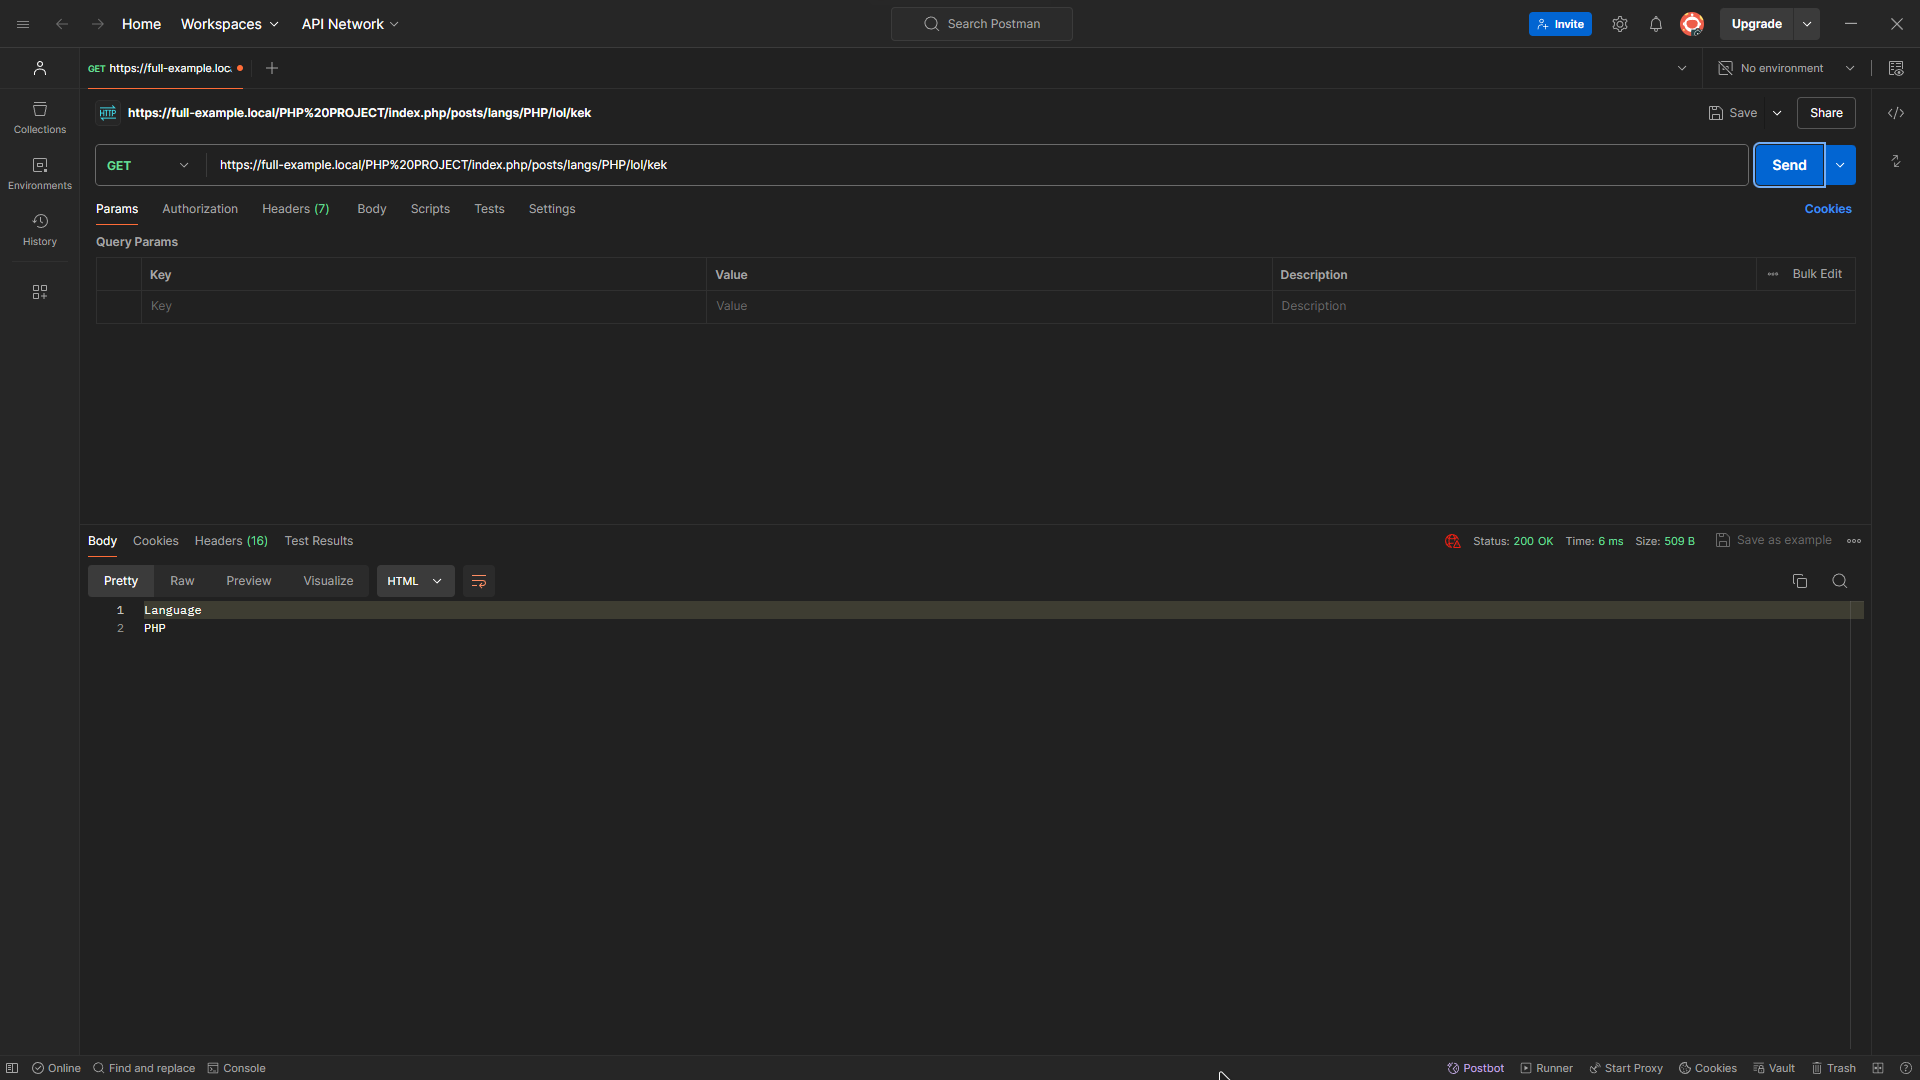 Home Workspaces API Network Search Postman Invite Upgrade
GET https://full-example.loc. No environment
HTTP https://full-example.local/PHP%20PROJECT/index.php/posts/langs/PHP/lol/kek Save Share
Collections
GET https://full-example.local/PHP%20PROJECT/index.php/posts/langs/PHP/lol/kek Send
Environments
Params Authorization Headers (7) Body Scripts Tests Settings Cookies
History
Query Params
Key Value Description Bulk Edit
Key Value Description
Body Cookies Headers (16) Test Results Status: 200 OK Time: 6 ms Size: 509 B Save as example
Pretty Raw Preview Visualize HTML
1 Language
2 PHP
Online Find and replace Console Postbot Runner Start Proxy Cookies Vault Trash